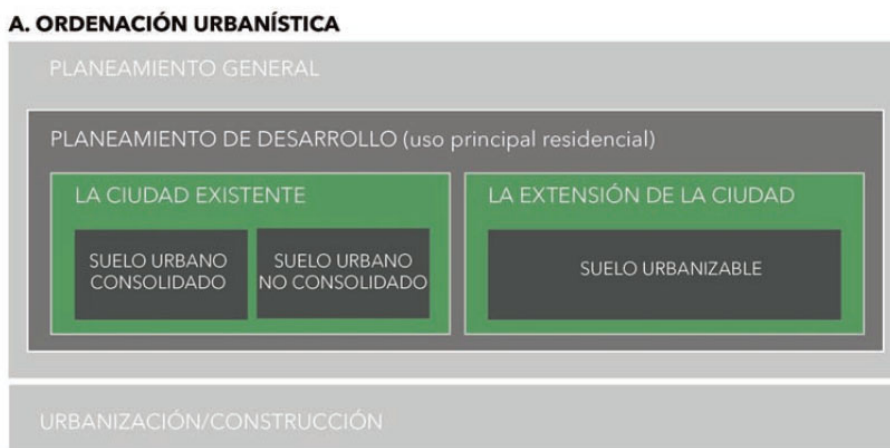 A. ORDENACIÓN URBANÍSTICA
PLANEAMIENTO GENERAL
PLANEAMIENTO DE DESARROLLO (uso principal residencial)
LA CIUDAD EXISTENTE
SUELO URBANO
CONSOLIDADO
SUELO URBANO
NO CONSOLIDADO
LA EXTENSIÓN DE LA CIUDAD
SUELO URBANIZABLE
URBANIZACIÓN/CONSTRUCCIÓN